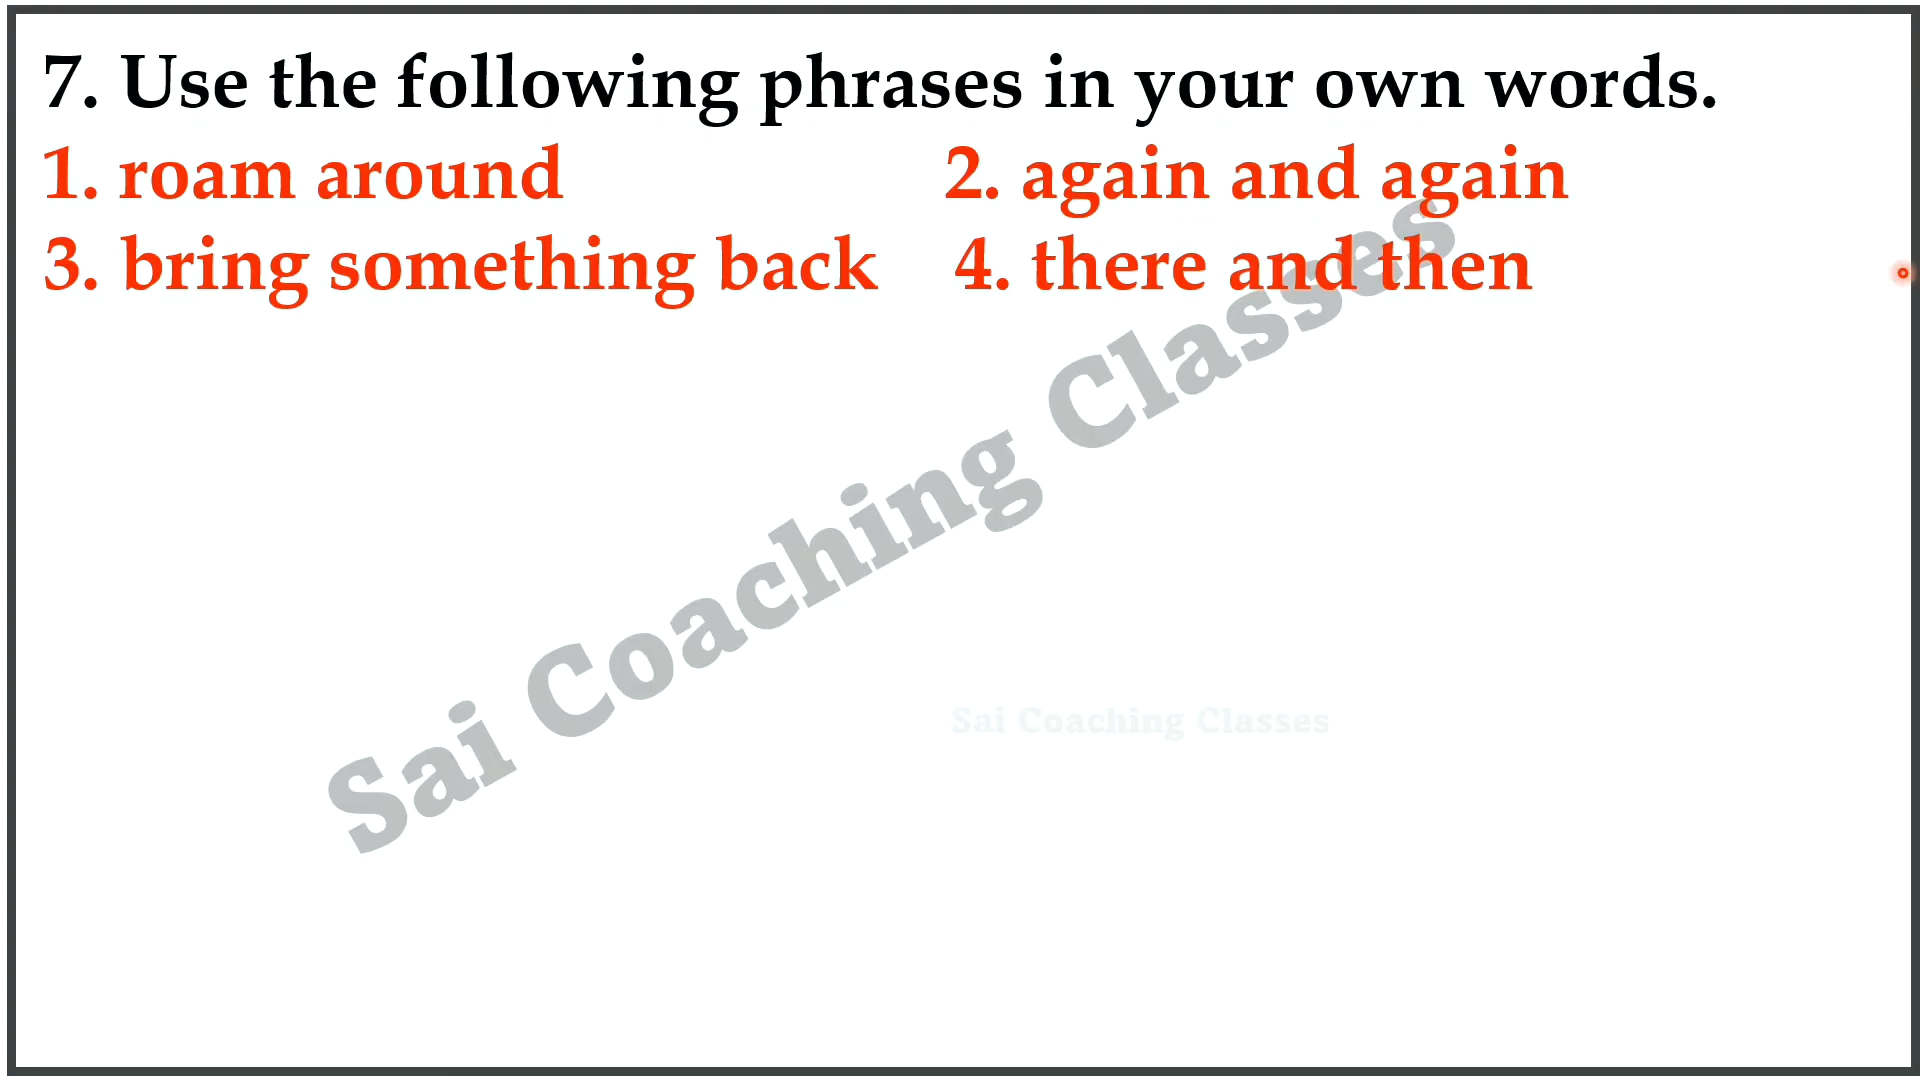 7. Use the following phrases in your own words.
1. roam around 2. again and again
3. bring something back 4. there and then
Sai Coaching Classes
Sai Coaching Classes